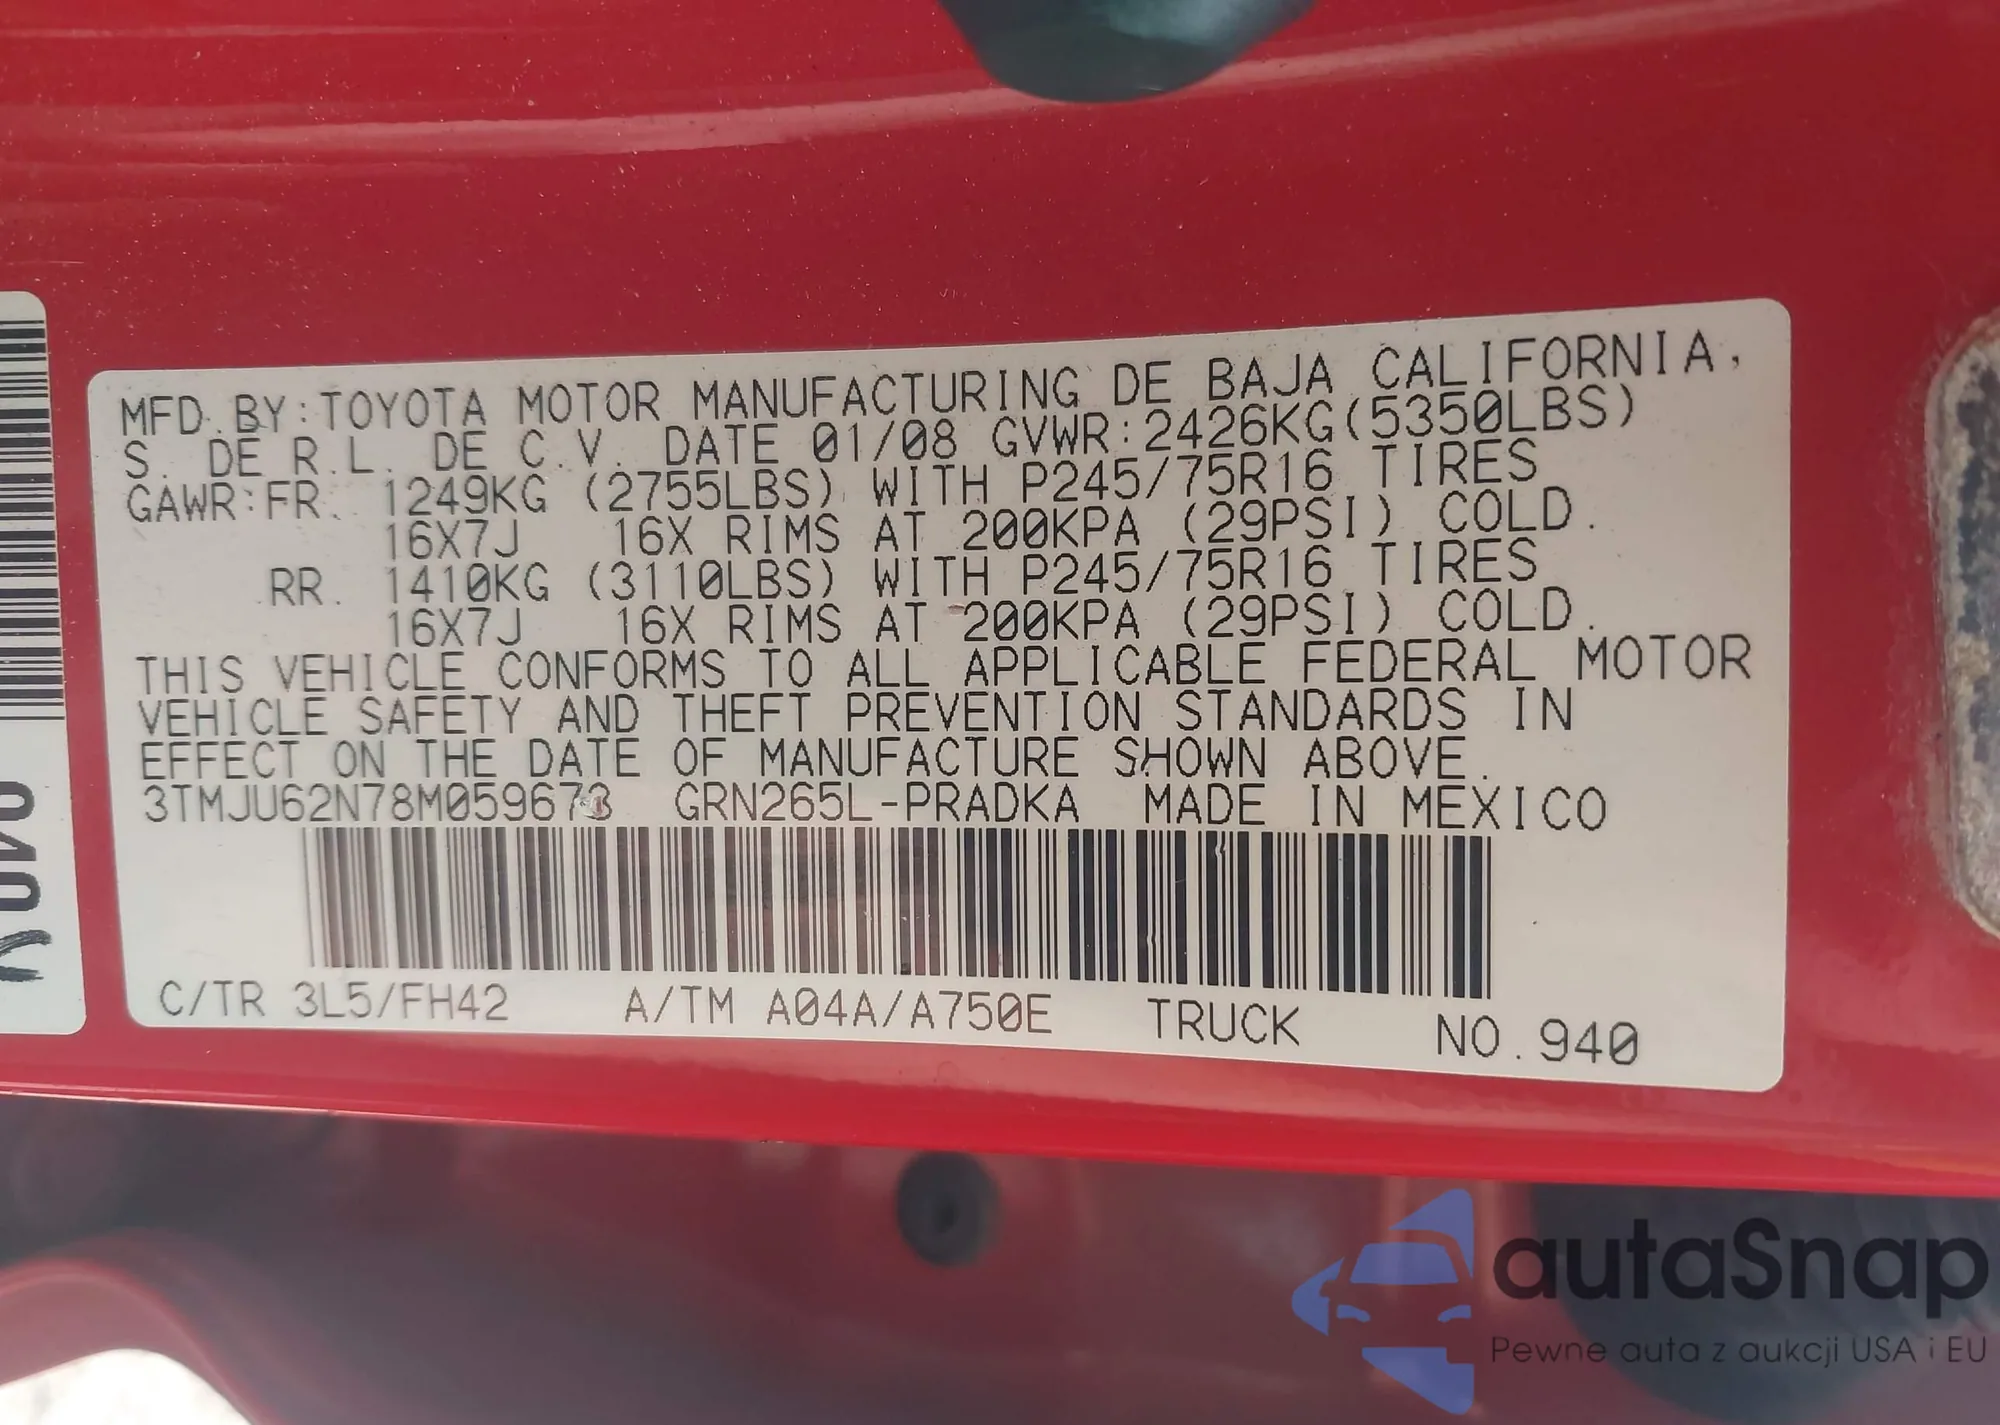 MFD. BY:TOYOTA MOTOR MANUFACTURING DE BAJA CALIFORNIA,
S. DE R.L. DE C.V. DATE 01/08 GVWR:2426KG(5350LBS)
GAWR:FR. 1249KG (2755LBS) WITH P245/75R16 TIRES
16X7J 16X RIMS AT 200KPA (29PSI) COLD.
RR. 1410KG (3110LBS) WITH P245/75R16 TIRES
16X7J 16X RIMS AT 200KPA (29PSI) COLD.
THIS VEHICLE CONFORMS TO ALL APPLICABLE FEDERAL MOTOR
VEHICLE SAFETY AND THEFT PREVENTION STANDARDS IN
EFFECT ON THE DATE OF MANUFACTURE SHOWN ABOVE.
3TMJU62N78M059673 GRN265L-PRADKA MADE IN MEXICO
C/TR 3L5/FH42 A/TM A04A/A750E TRUCK NO.940
autaSnap
Pewne auta z aukcji USA i EU